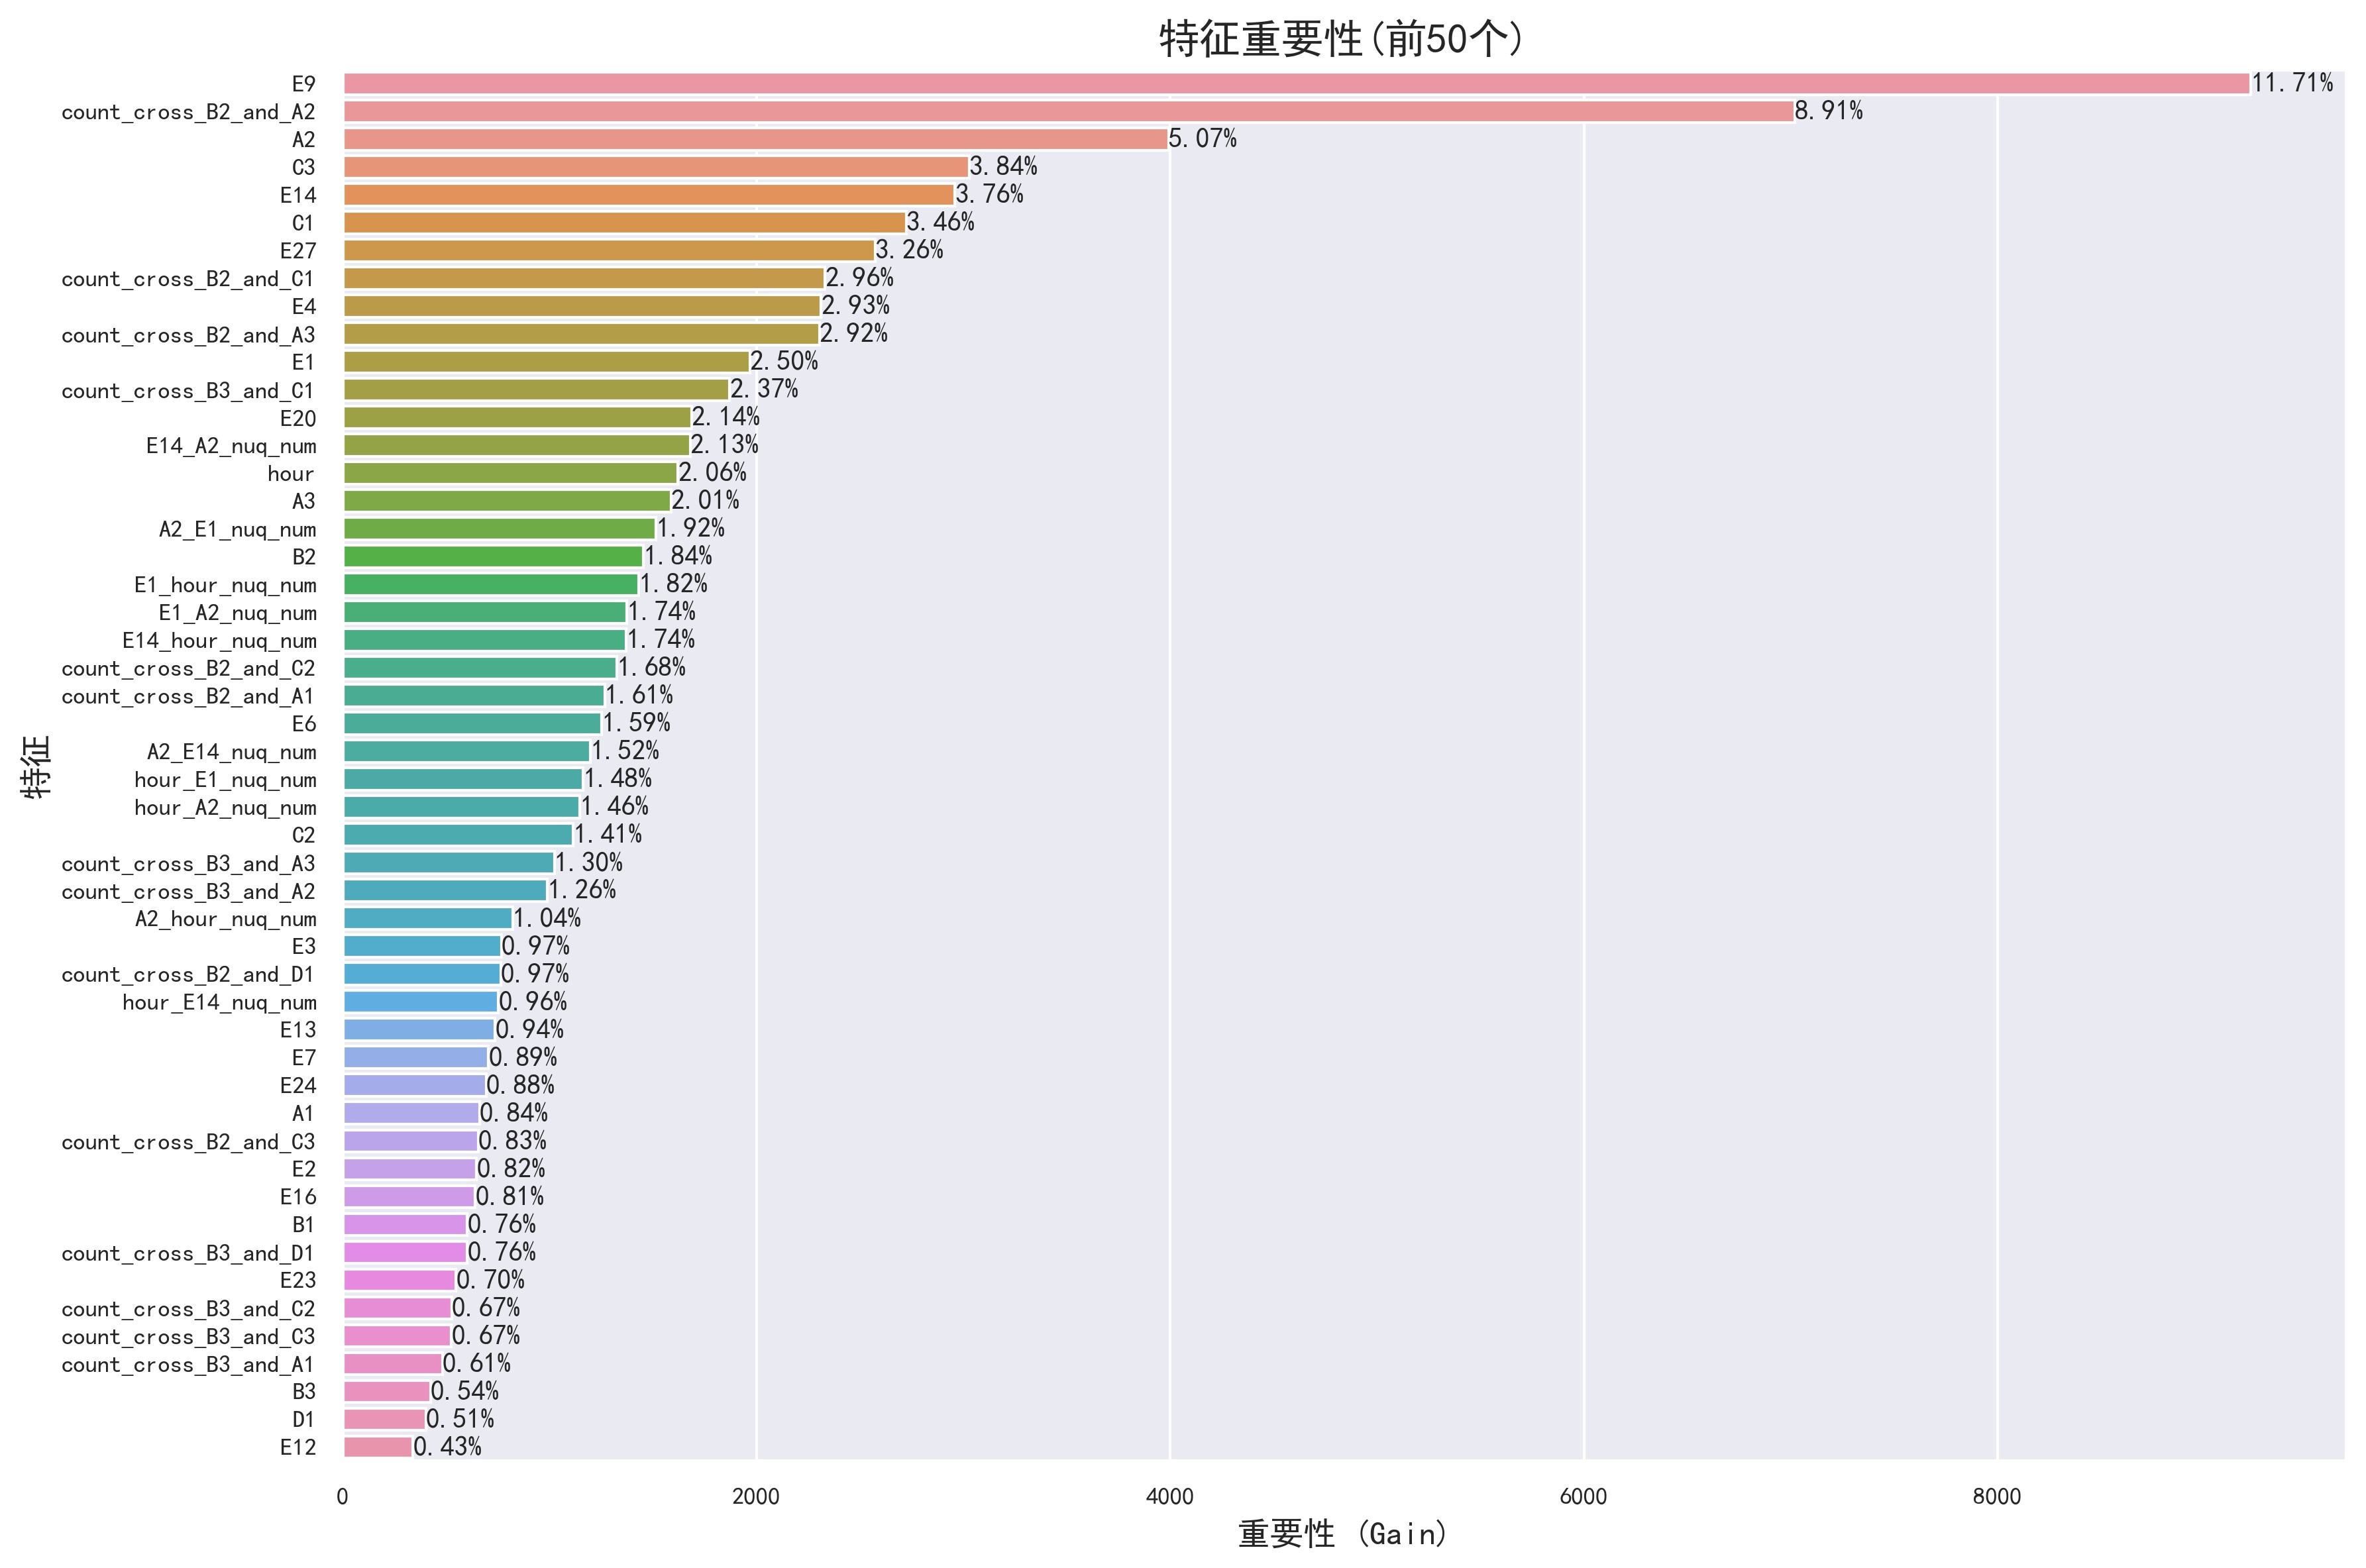 特征重要性(前50个)
E9 11.71%
count_cross_B2_and_A2 8.91%
A2 5.07%
C3 3.84%
E14 3.76%
C1 3.46%
E27 3.26%
count_cross_B2_and_C1 2.96%
E4 2.93%
count_cross_B2_and_A3 2.92%
E1 2.50%
count_cross_B3_and_C1 2.37%
E20 2.14%
E14_A2_nuq_num 2.13%
hour 2.06%
A3 2.01%
A2_E1_nuq_num 1.92%
B2 1.84%
E1_hour_nuq_num 1.82%
E1_A2_nuq_num 1.74%
E14_hour_nuq_num 1.74%
count_cross_B2_and_C2 1.68%
count_cross_B2_and_A1 1.61%
E6 1.59%
A2_E14_nuq_num 1.52%
hour_E1_nuq_num 1.48%
hour_A2_nuq_num 1.46%
C2 1.41%
count_cross_B3_and_A3 1.30%
count_cross_B3_and_A2 1.26%
A2_hour_nuq_num 1.04%
E3 0.97%
count_cross_B2_and_D1 0.97%
hour_E14_nuq_num 0.96%
E13 0.94%
E7 0.89%
E24 0.88%
A1 0.84%
count_cross_B2_and_C3 0.83%
E2 0.82%
E16 0.81%
B1 0.76%
count_cross_B3_and_D1 0.76%
E23 0.70%
count_cross_B3_and_C2 0.67%
count_cross_B3_and_C3 0.67%
count_cross_B3_and_A1 0.61%
B3 0.54%
D1 0.51%
E12 0.43%
特征
0 2000 4000 6000 8000
重要性 (Gain)